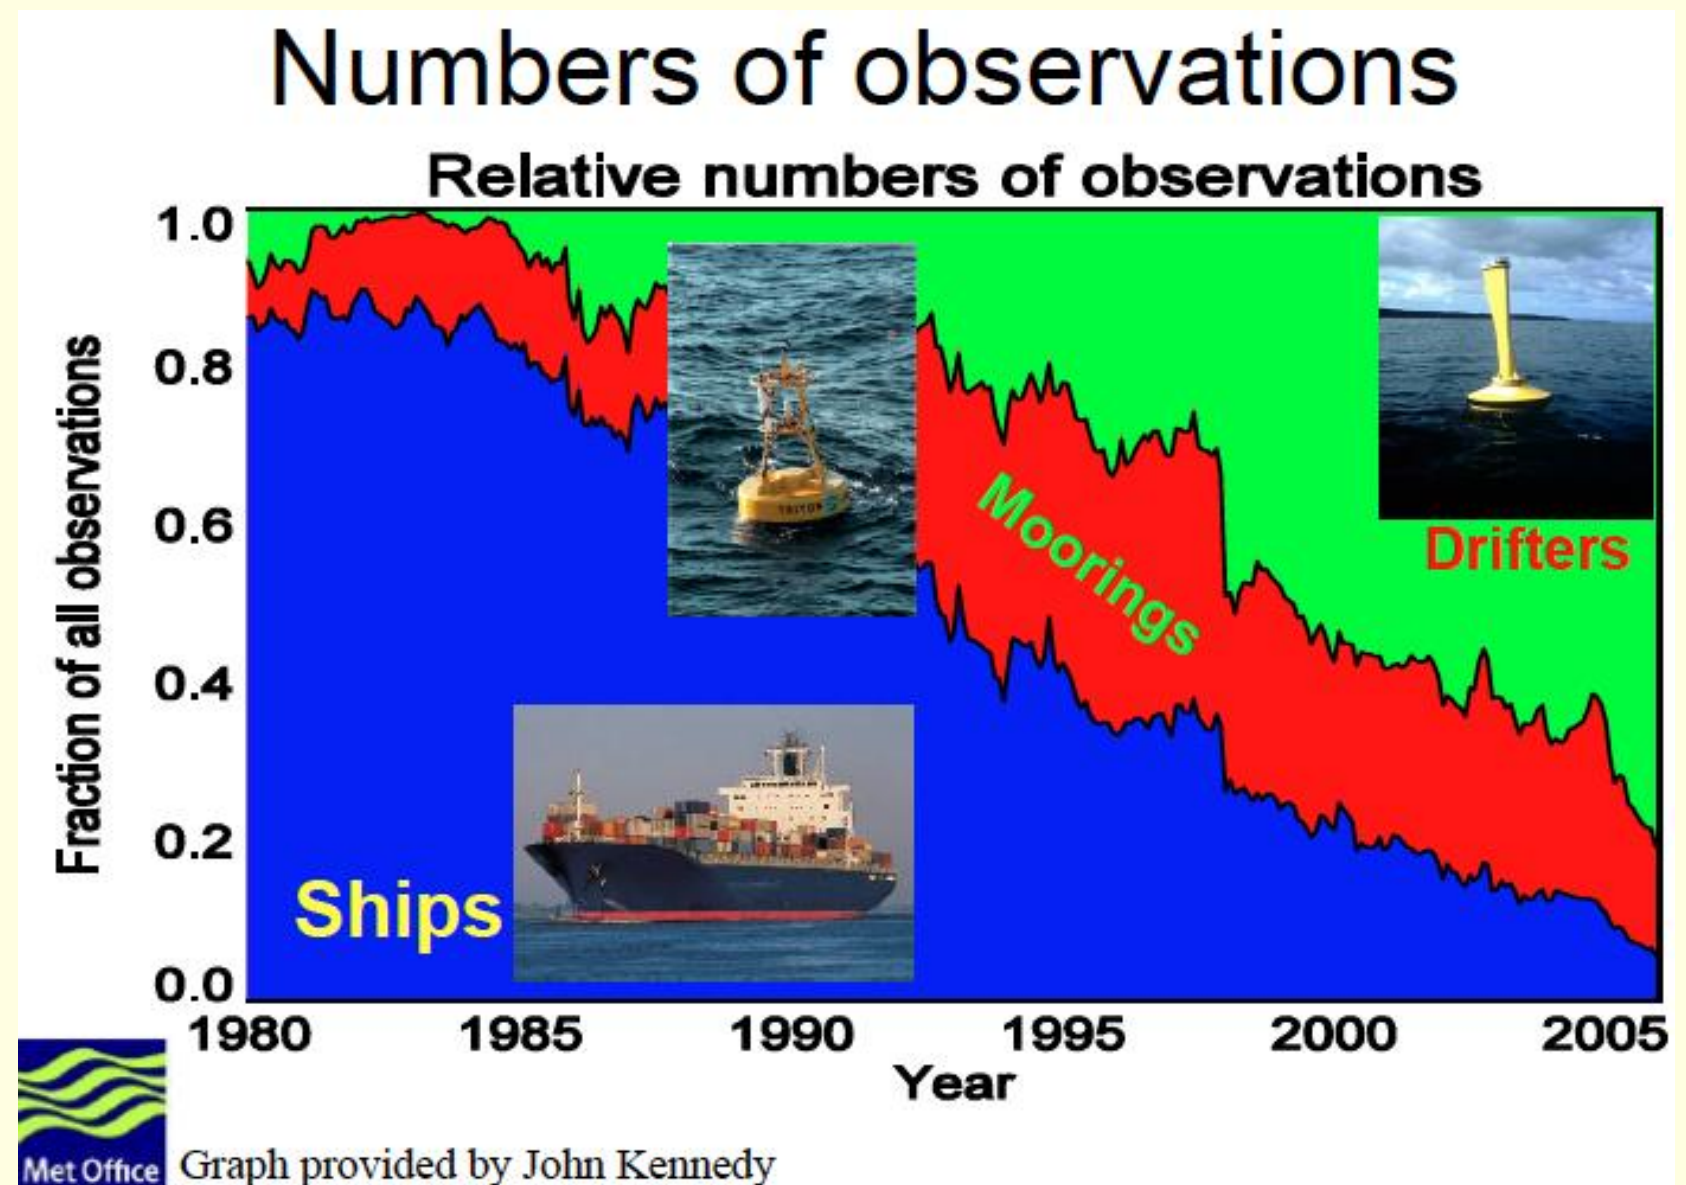 Numbers of observations
Relative numbers of observations
Fraction of all observations
1.0
0.8
0.6
0.4
0.2
0.0
TRITON
Moorings
Drifters
Ships
1980 1985 1990 1995 2000 2005
Year
Met Office
Graph provided by John Kennedy